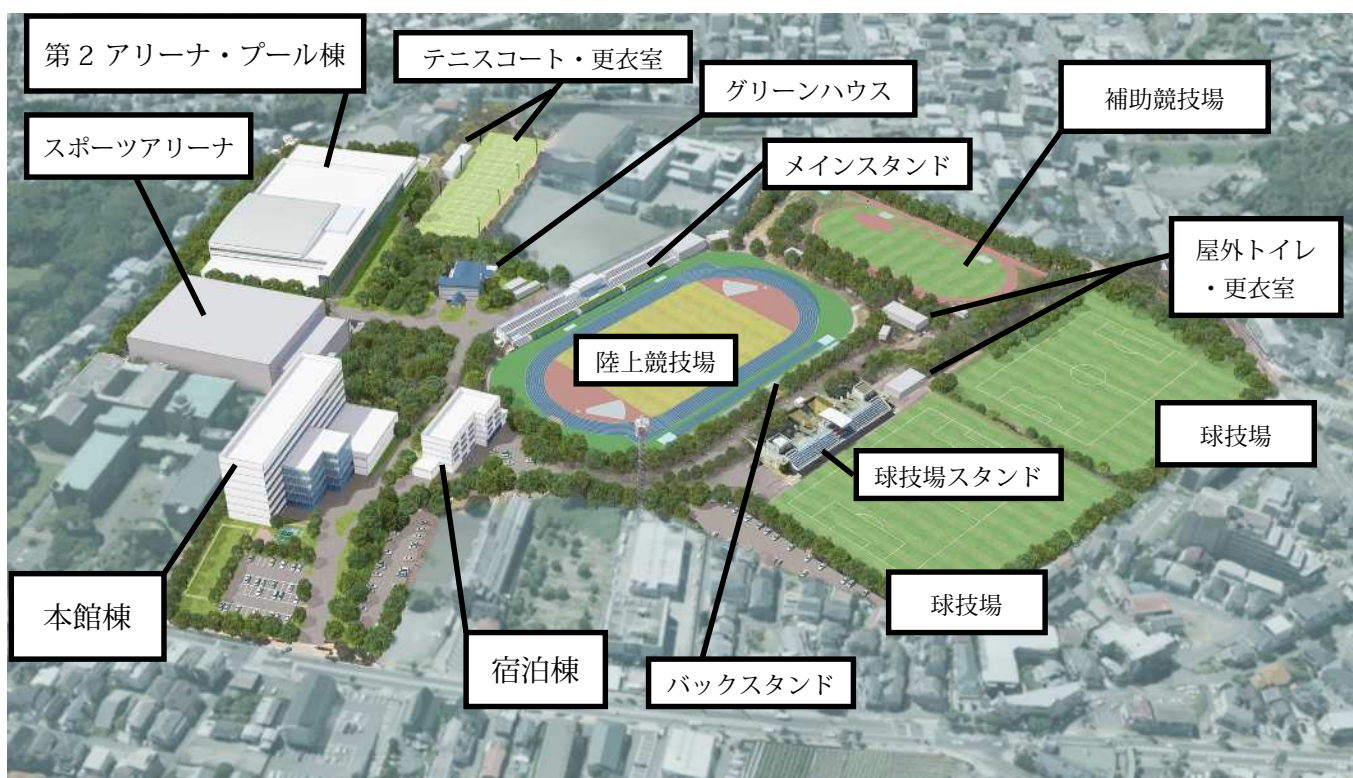 第2アリーナ・プール棟
テニスコート・更衣室
グリーンハウス
補助競技場
スポーツアリーナ
メインスタンド
屋外トイレ
・更衣室
陸上競技場
球技場
球技場スタンド
本館棟
球技場
宿泊棟
バックスタンド